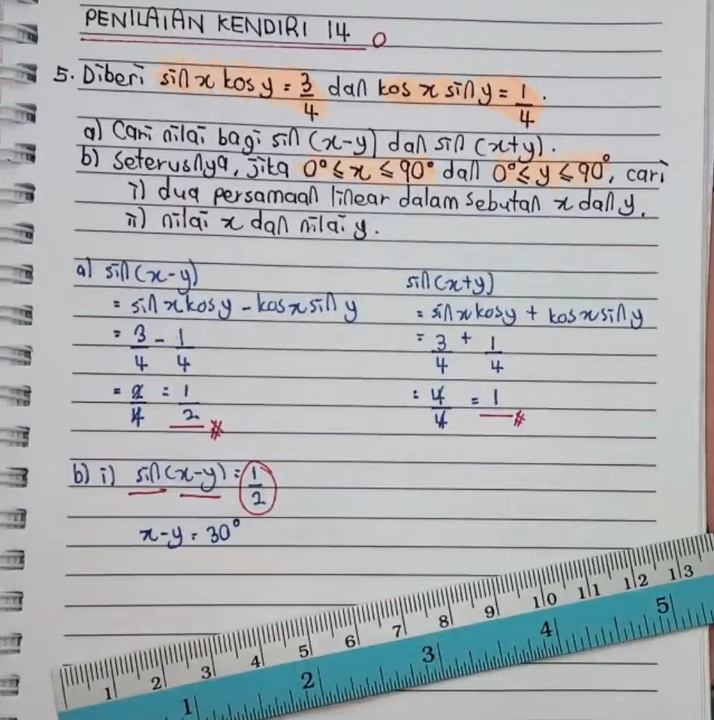 PENILAIAN KENDIRI 14
5. Diberi sin x kos y = 3/4 dan kos x sin y = 1/4.
a) Cari nilai bagi sin (x-y) dan sin (x+y).
b) Seterusnya, jika 0° ≤ x ≤ 90° dan 0° ≤ y ≤ 90°, cari
i) dua persamaan linear dalam sebutan x dan y.
ii) nilai x dan nilai y.
a) sin (x-y)
= sin x kos y - kos x sin y
= 3/4 - 1/4
= 2/4 = 1/2 #
sin (x+y)
= sin x kos y + kos x sin y
= 3/4 + 1/4
= 4/4 = 1 #
b) i) sin (x-y) = 1/2
x-y = 30°
1 2 3 4 5 6 7 8 9 10 11 12 13
1 2 3 4 5